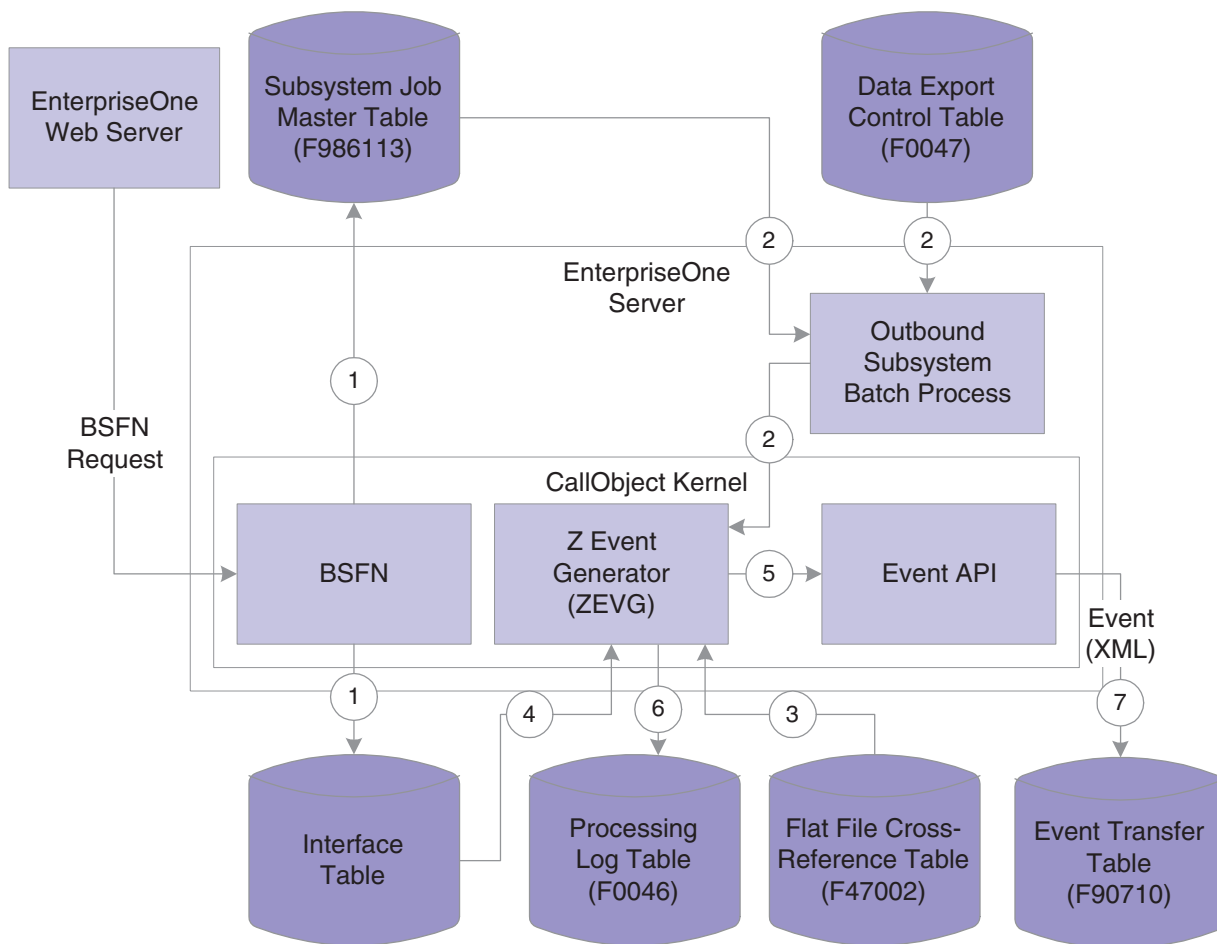 EnterpriseOne
Web Server
Subsystem Job
Master Table
(F986113)
Data Export
Control Table
(F0047)
2
2
EnterpriseOne
Server
Outbound
Subsystem
Batch Process
1
BSFN
Request
2
CallObject Kernel
BSFN
Z Event
Generator
(ZEVG)
5
Event API
Event
(XML)
1
4
6
3
7
Interface
Table
Processing
Log Table
(F0046)
Flat File Cross-
Reference Table
(F47002)
Event Transfer
Table
(F90710)